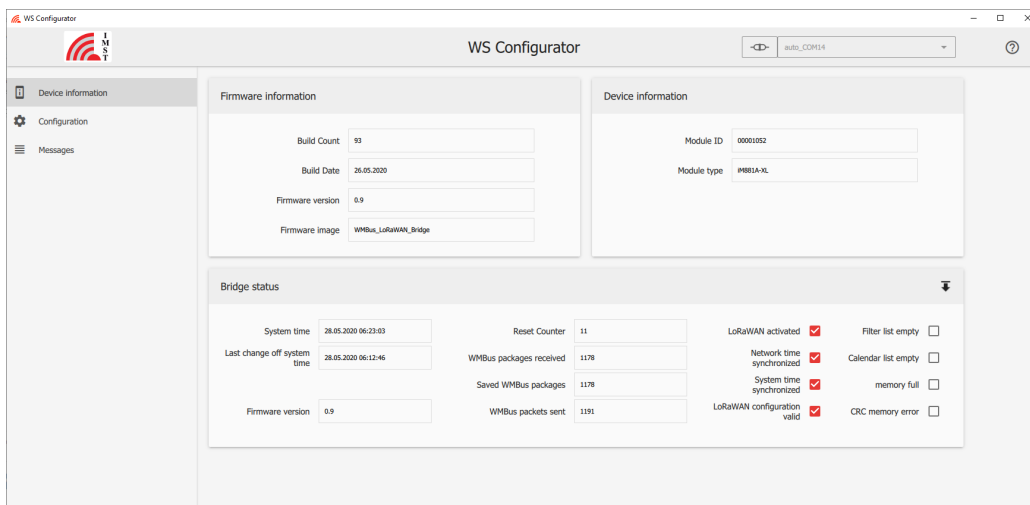 WS Configurator
IMST
WS Configurator
auto_COM14
Device information
Configuration
Messages
Firmware information
Build Count 93
Build Date 26.05.2020
Firmware version 0.9
Firmware image WMBus_LoRaWAN_Bridge
Device information
Module ID 00001052
Module type iM881A-XL
Bridge status
System time 28.05.2020 06:23:03
Last change off system
time 28.05.2020 06:12:46
Firmware version 0.9
Reset Counter 11
WMBus packages received 1178
Saved WMBus packages 1178
WMBus packets sent 1191
LoRaWAN activated
Network time
synchronized
System time
synchronized
LoRaWAN configuration
valid
Filter list empty
Calendar list empty
memory full
CRC memory error